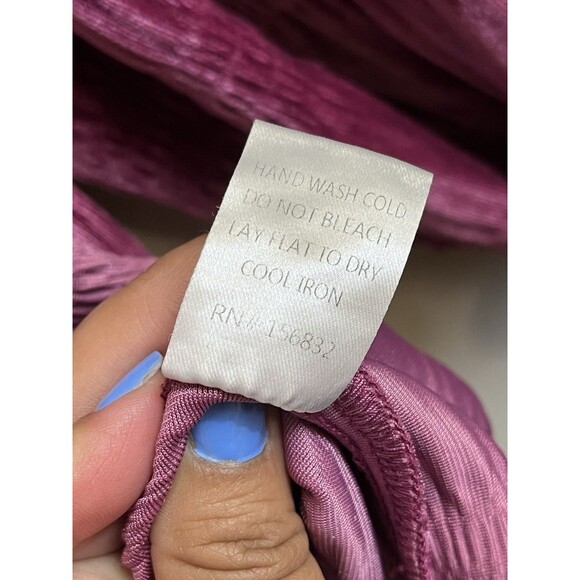 HAND WASH COLD
DO NOT BLEACH
LAY FLAT TO DRY
COOL IRON
RN# 156832